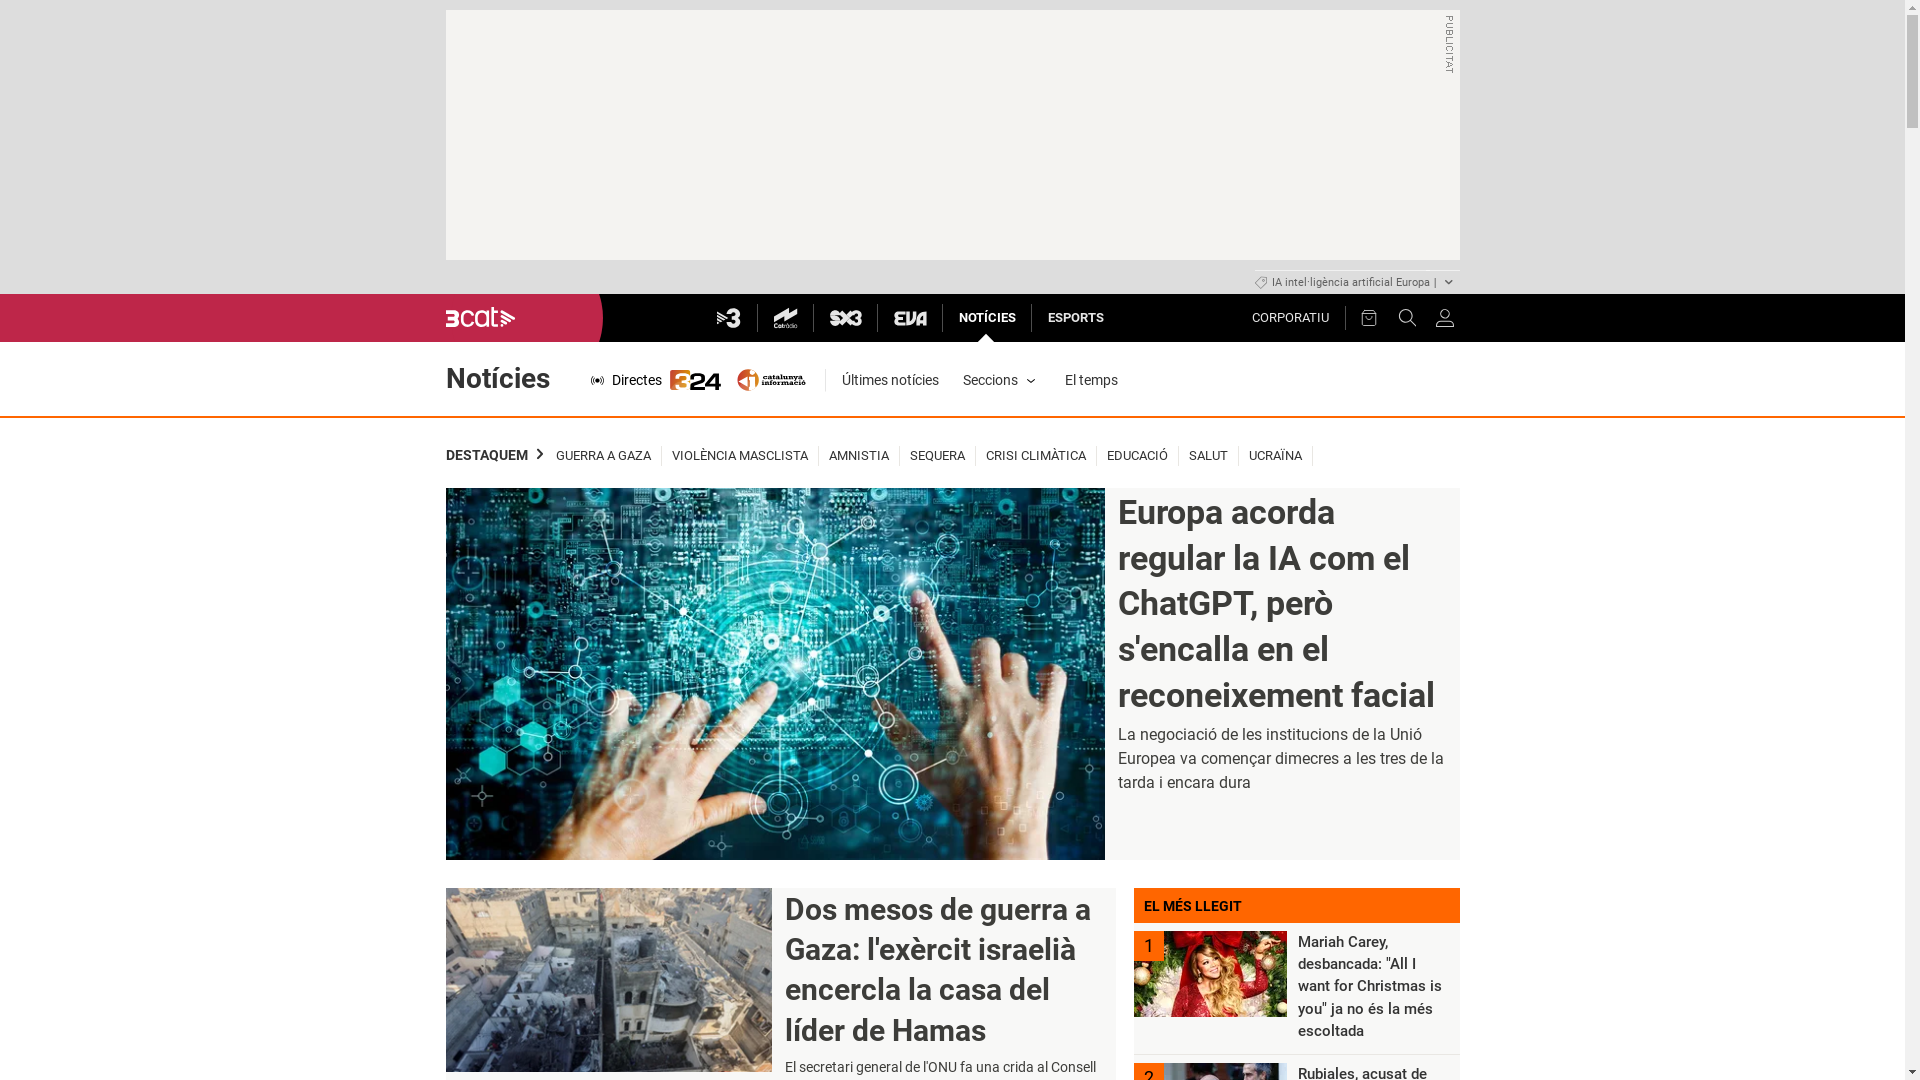 PUBLICITAT
IA intel·ligència artificial Europa |
3cat
3
Catràdio
SX3
EVA
NOTÍCIES
ESPORTS
CORPORATIU
Notícies
Directes
324
catalunya
informació
Últimes notícies
Seccions
El temps
DESTAQUEM
GUERRA A GAZA
VIOLÈNCIA MASCLISTA
AMNISTIA
SEQUERA
CRISI CLIMÀTICA
EDUCACIÓ
SALUT
UCRAÏNA
Europa acorda
regular la IA com el
ChatGPT, però
s'encalla en el
reconeixement facial
La negociació de les institucions de la Unió
Europea va començar dimecres a les tres de la
tarda i encara dura
Dos mesos de guerra a
Gaza: l'exèrcit israelià
encercla la casa del
líder de Hamas
El secretari general de l'ONU fa una crida al Consell
EL MÉS LLEGIT
1
Mariah Carey,
desbancada: "All I
want for Christmas is
you" ja no és la més
escoltada
2
Rubiales, acusat de